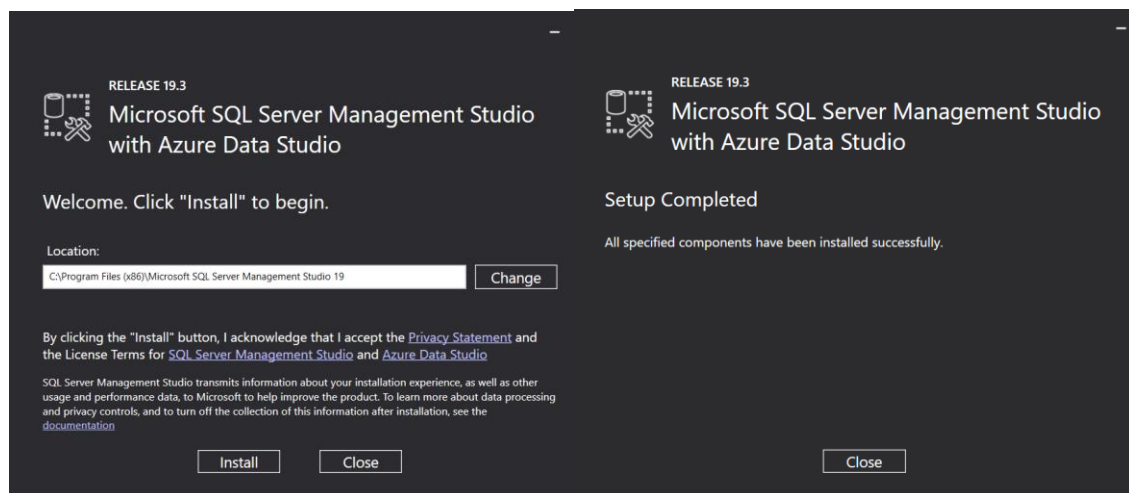 RELEASE 19.3
Microsoft SQL Server Management Studio
with Azure Data Studio
Welcome. Click "Install" to begin.
Location:
C:\Program Files (x86)\Microsoft SQL Server Management Studio 19
Change
By clicking the "Install" button, I acknowledge that I accept the Privacy Statement and
the License Terms for SQL Server Management Studio and Azure Data Studio
SQL Server Management Studio transmits information about your installation experience, as well as other
usage and performance data, to Microsoft to help improve the product. To learn more about data processing
and privacy controls, and to turn off the collection of this information after installation, see the
documentation
Install
Close
RELEASE 19.3
Microsoft SQL Server Management Studio
with Azure Data Studio
Setup Completed
All specified components have been installed successfully.
Close